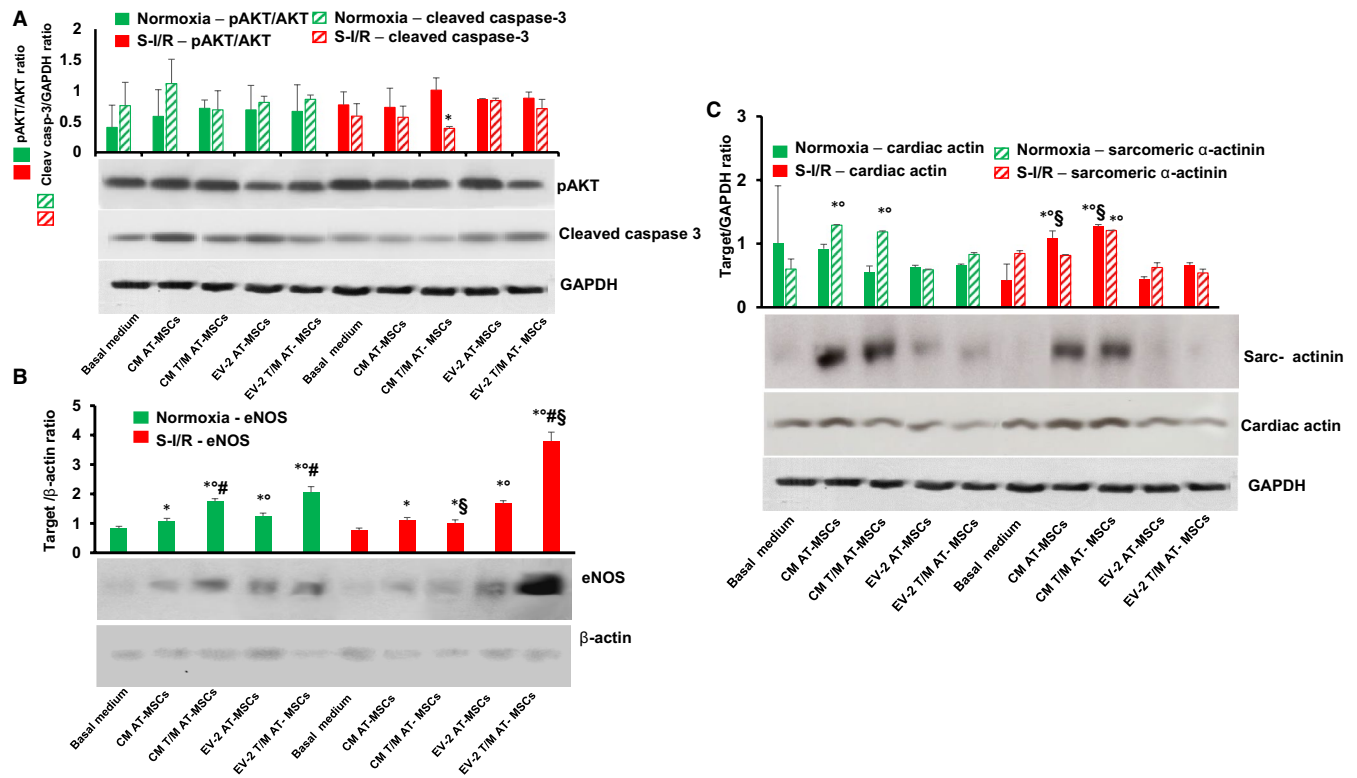 A
Normoxia – pAKT/AKT
Normoxia – cleaved caspase-3
S-I/R – pAKT/AKT
S-I/R – cleaved caspase-3
pAKT/AKT ratio
Cleav casp-3/GAPDH ratio
2
1.5
1
0.5
0
*
pAKT
Cleaved caspase 3
GAPDH
Basal medium
CM AT-MSCs
CM T/M AT-MSCs
EV-2 AT-MSCs
EV-2 T/M AT- MSCs
Basal medium
CM AT-MSCs
CM T/M AT- MSCs
EV-2 AT-MSCs
EV-2 T/M AT- MSCs
B
Normoxia - eNOS
S-I/R - eNOS
Target /β-actin ratio
5
4
3
2
1
0
*
*°#
*°
*°#
*
*§
*°
*°#§
eNOS
β-actin
Basal medium
CM AT-MSCs
CM T/M AT-MSCs
EV-2 AT-MSCs
EV-2 T/M AT- MSCs
Basal medium
CM AT-MSCs
CM T/M AT- MSCs
EV-2 AT-MSCs
EV-2 T/M AT- MSCs
C
Normoxia – cardiac actin
Normoxia – sarcomeric α-actinin
S-I/R – cardiac actin
S-I/R – sarcomeric α-actinin
Target/GAPDH ratio
3
2
1
0
*°
*°
*°§
*°§
*°
Sarc- actinin
Cardiac actin
GAPDH
Basal medium
CM AT-MSCs
CM T/M AT-MSCs
EV-2 AT-MSCs
EV-2 T/M AT- MSCs
Basal medium
CM AT-MSCs
CM T/M AT- MSCs
EV-2 AT-MSCs
EV-2 T/M AT- MSCs